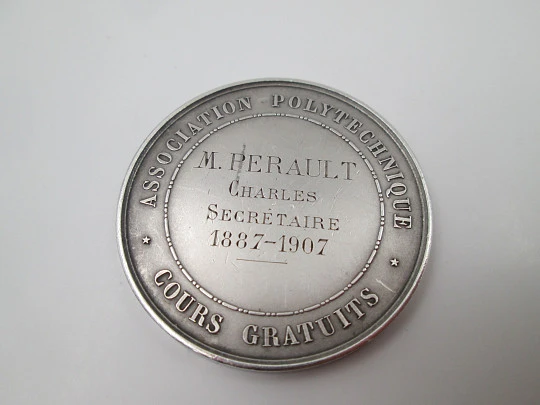 ASSOCIATION POLYTECHNIQUE
M. PERAULT
CHARLES
SECRÉTAIRE
1887-1907
COURS GRATUITS